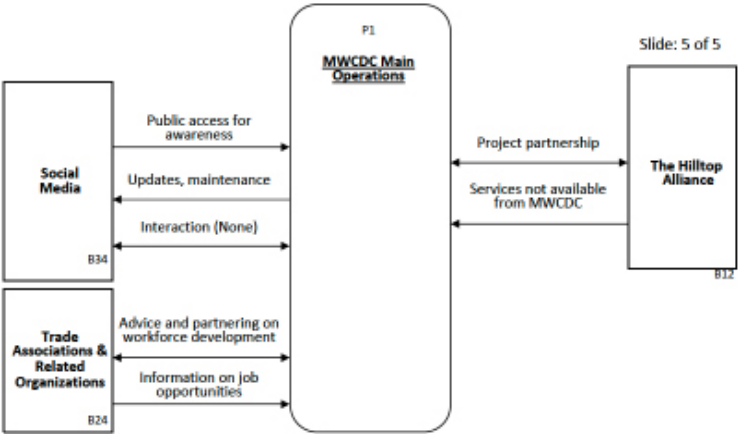 P1
MWCDC Main
Operations
Slide: 5 of 5
Social
Media
B34
Public access for
awareness
Updates, maintenance
Interaction (None)
Trade
Associations &
Related
Organizations
B24
Advice and partnering on
workforce development
Information on job
opportunities
Project partnership
Services not available
from MWCDC
The Hilltop
Alliance
B12